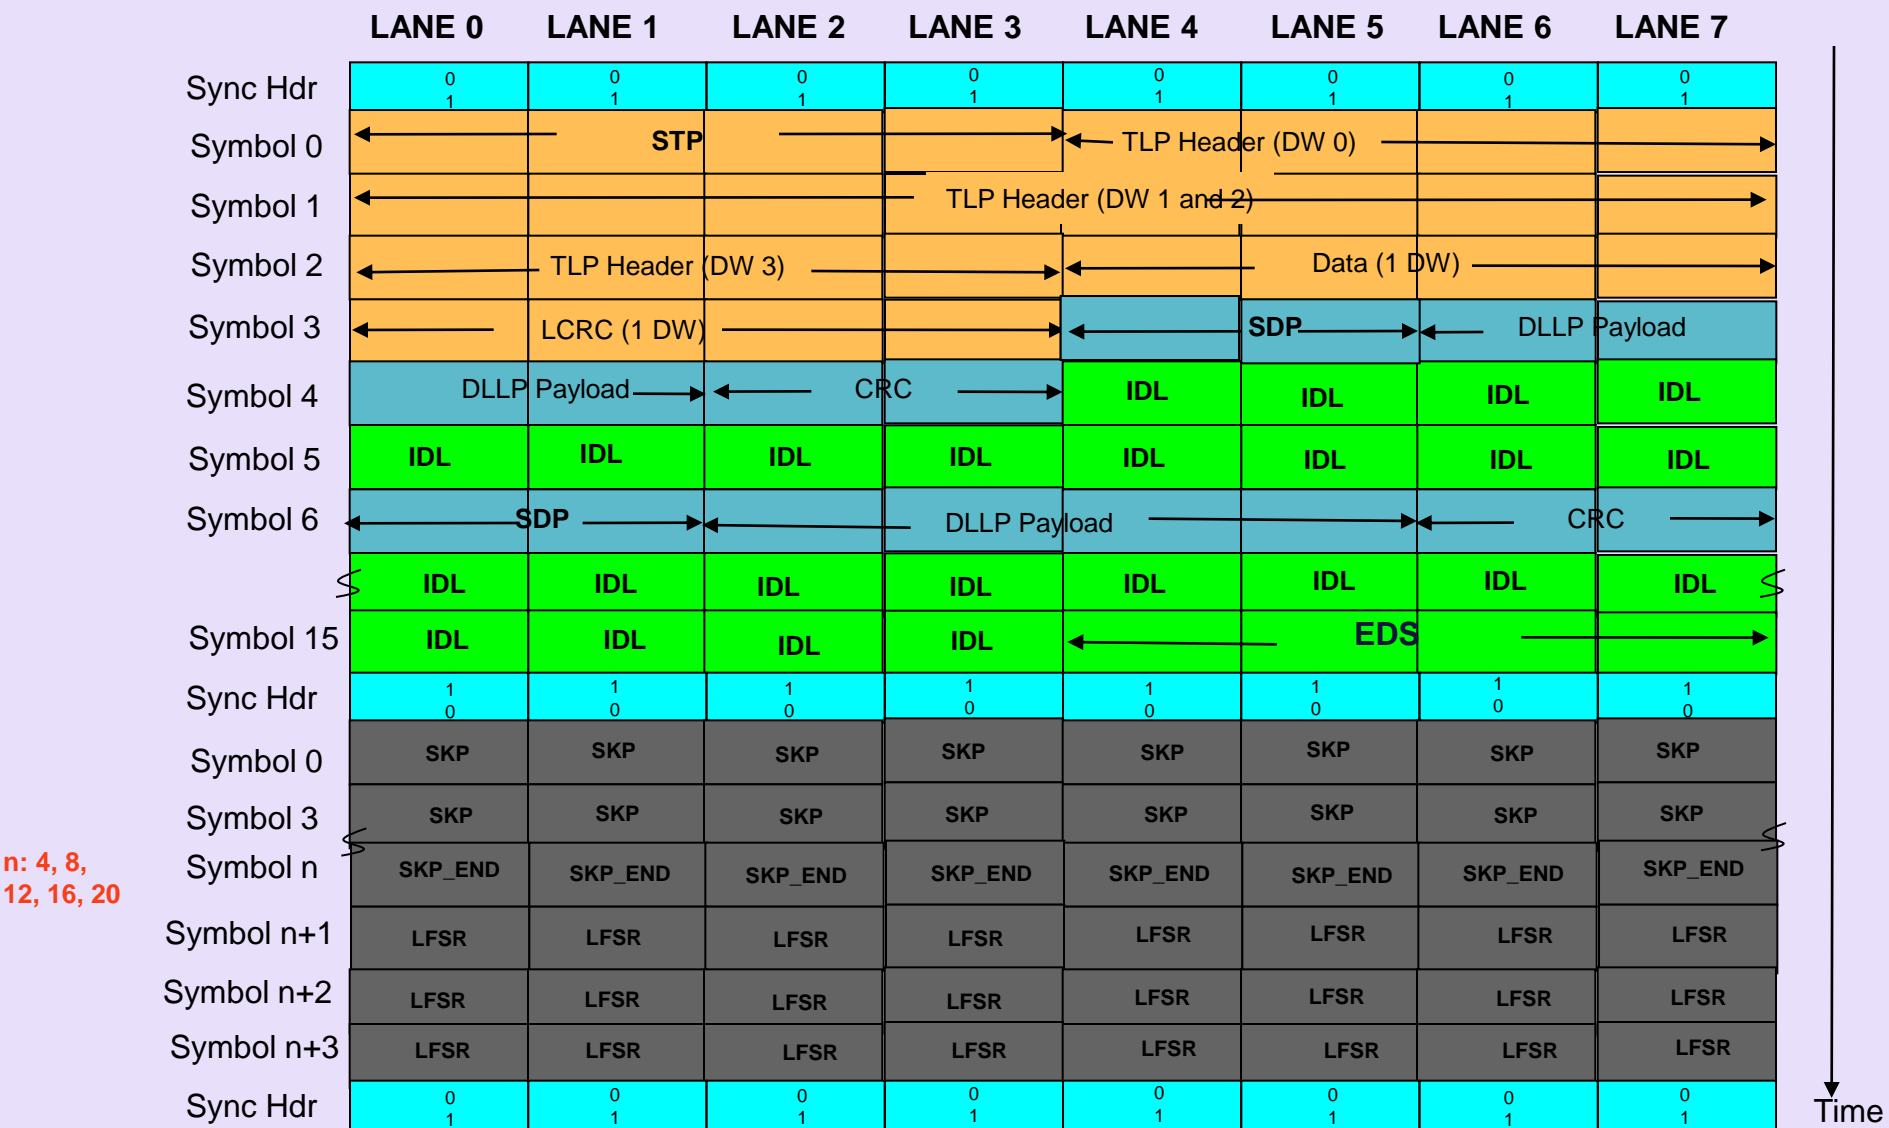 LANE 0 LANE 1 LANE 2 LANE 3 LANE 4 LANE 5 LANE 6 LANE 7
Sync Hdr 0 1 0 1 0 1 0 1 0 1 0 1 0 1 0 1
Symbol 0 STP TLP Header (DW 0)
Symbol 1 TLP Header (DW 1 and 2)
Symbol 2 TLP Header (DW 3) Data (1 DW)
Symbol 3 LCRC (1 DW) SDP DLLP Payload
Symbol 4 DLLP Payload CRC IDL IDL IDL IDL
Symbol 5 IDL IDL IDL IDL IDL IDL IDL IDL
Symbol 6 SDP DLLP Payload CRC
IDL IDL IDL IDL IDL IDL IDL IDL
Symbol 15 IDL IDL IDL IDL EDS
Sync Hdr 1 0 1 0 1 0 1 0 1 0 1 0 1 0 1 0
Symbol 0 SKP SKP SKP SKP SKP SKP SKP SKP
Symbol 3 SKP SKP SKP SKP SKP SKP SKP SKP
n: 4, 8,
12, 16, 20
Symbol n SKP_END SKP_END SKP_END SKP_END SKP_END SKP_END SKP_END SKP_END
Symbol n+1 LFSR LFSR LFSR LFSR LFSR LFSR LFSR LFSR
Symbol n+2 LFSR LFSR LFSR LFSR LFSR LFSR LFSR LFSR
Symbol n+3 LFSR LFSR LFSR LFSR LFSR LFSR LFSR LFSR
Sync Hdr 0 1 0 1 0 1 0 1 0 1 0 1 0 1 0 1
Time